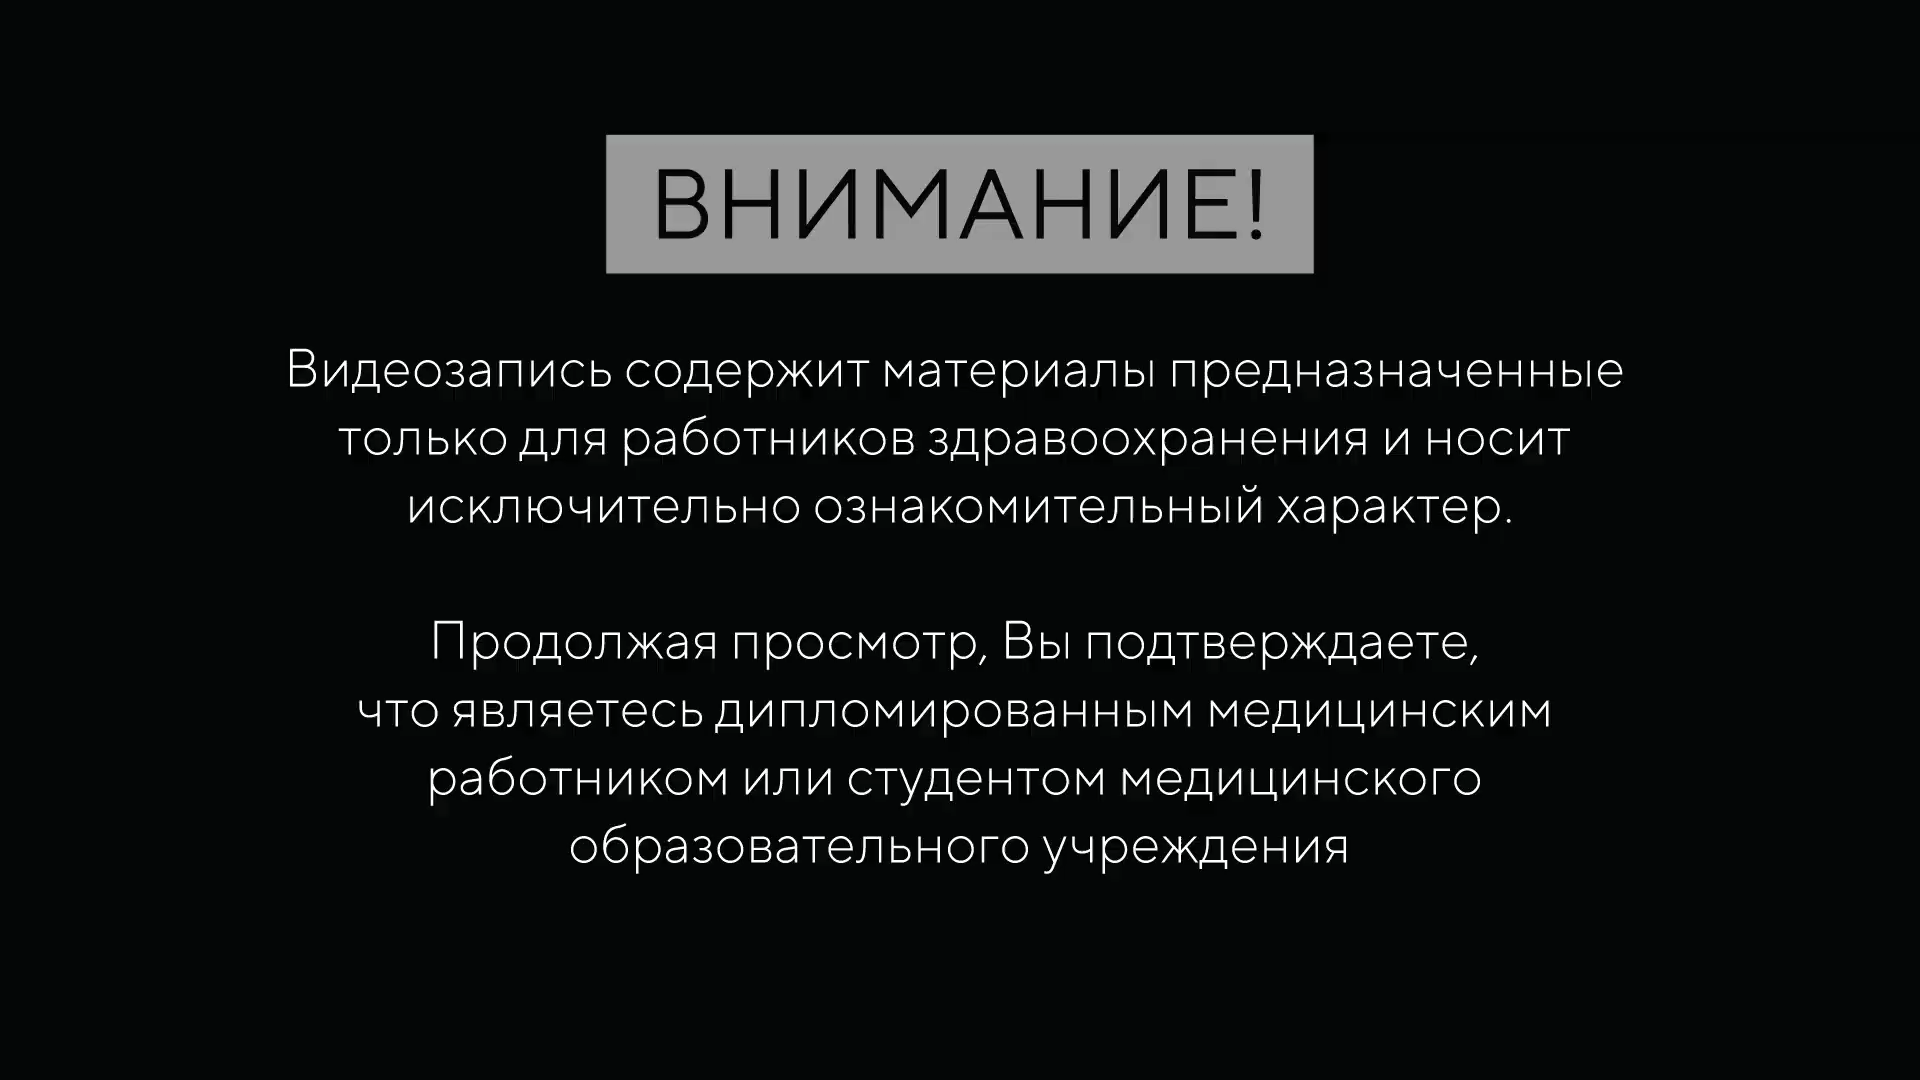 ВНИМАНИЕ!
Видеозапись содержит материалы предназначенные
только для работников здравоохранения и носит
исключительно ознакомительный характер.
Продолжая просмотр, Вы подтверждаете,
что являетесь дипломированным медицинским
работником или студентом медицинского
образовательного учреждения